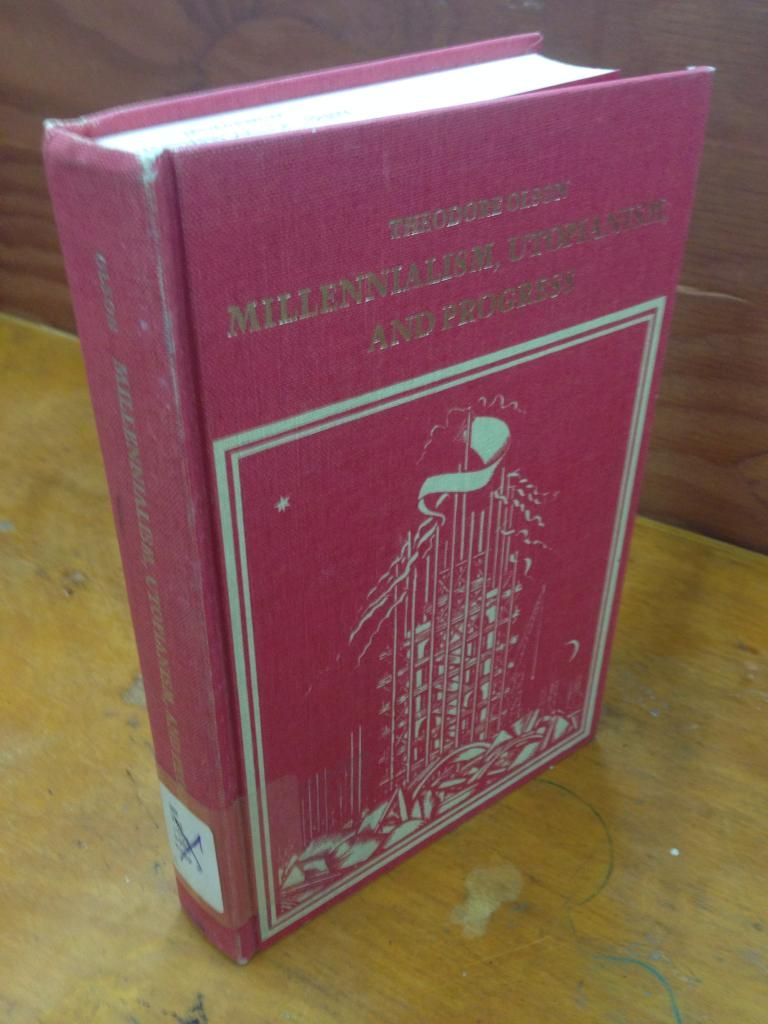 THEODORE OLSON
MILLENNIALISM, UTOPIANISM,
AND PROGRESS
OLSON MILLENNIALISM, UTOPIANISM, AND